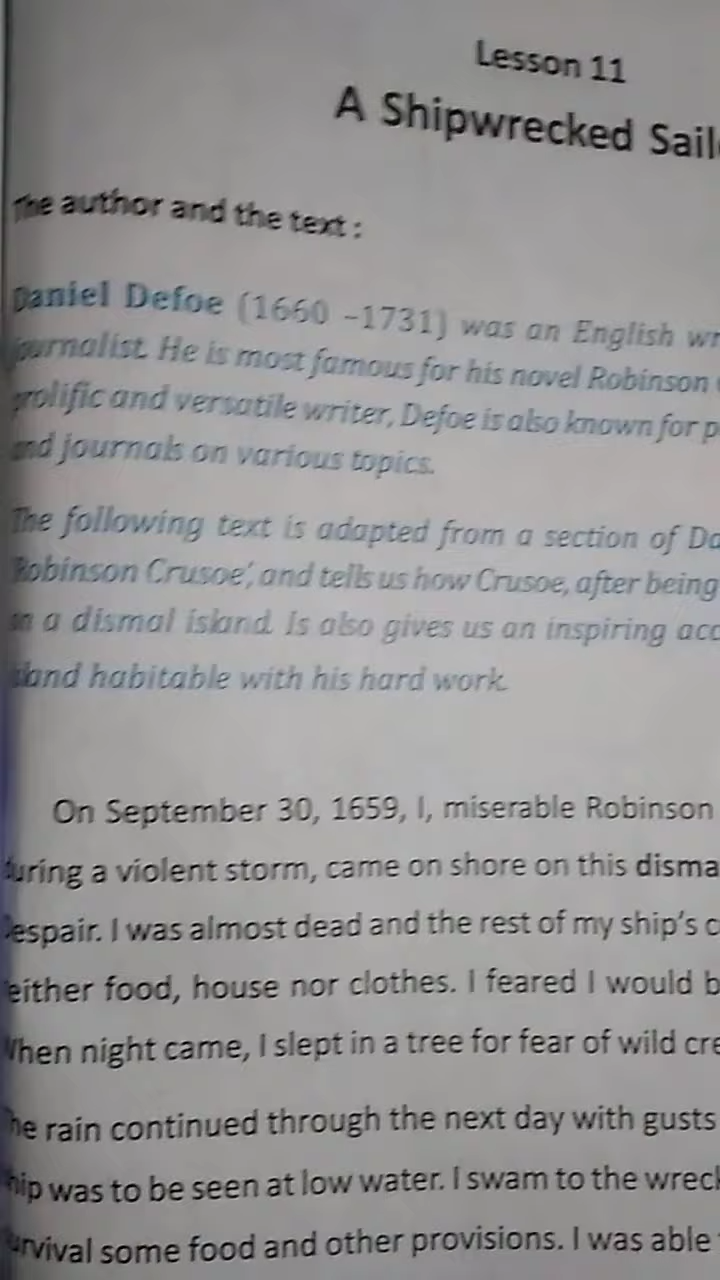 Lesson 11
A Shipwrecked
The author and the text :
Daniel Defoe (1660 –1731) was an English
journalist. He is most famous for his novel Robinson
prolific and versatile writer, Defoe is also known for
and journals on various topics.
The following text is adapted from a section of
Robinson Crusoe', and tells us how Crusoe, after being
on a dismal island. Is also gives us an inspiring
island habitable with his hard work.
On September 30, 1659, I, miserable Robinson
during a violent storm, came on shore on this
Despair. I was almost dead and the rest of my ship's
either food, house nor clothes. I feared I would
When night came, I slept in a tree for fear of wild
The rain continued through the next day with gusts
was to be seen at low water. I swam to the
survival some food and other provisions. I was able